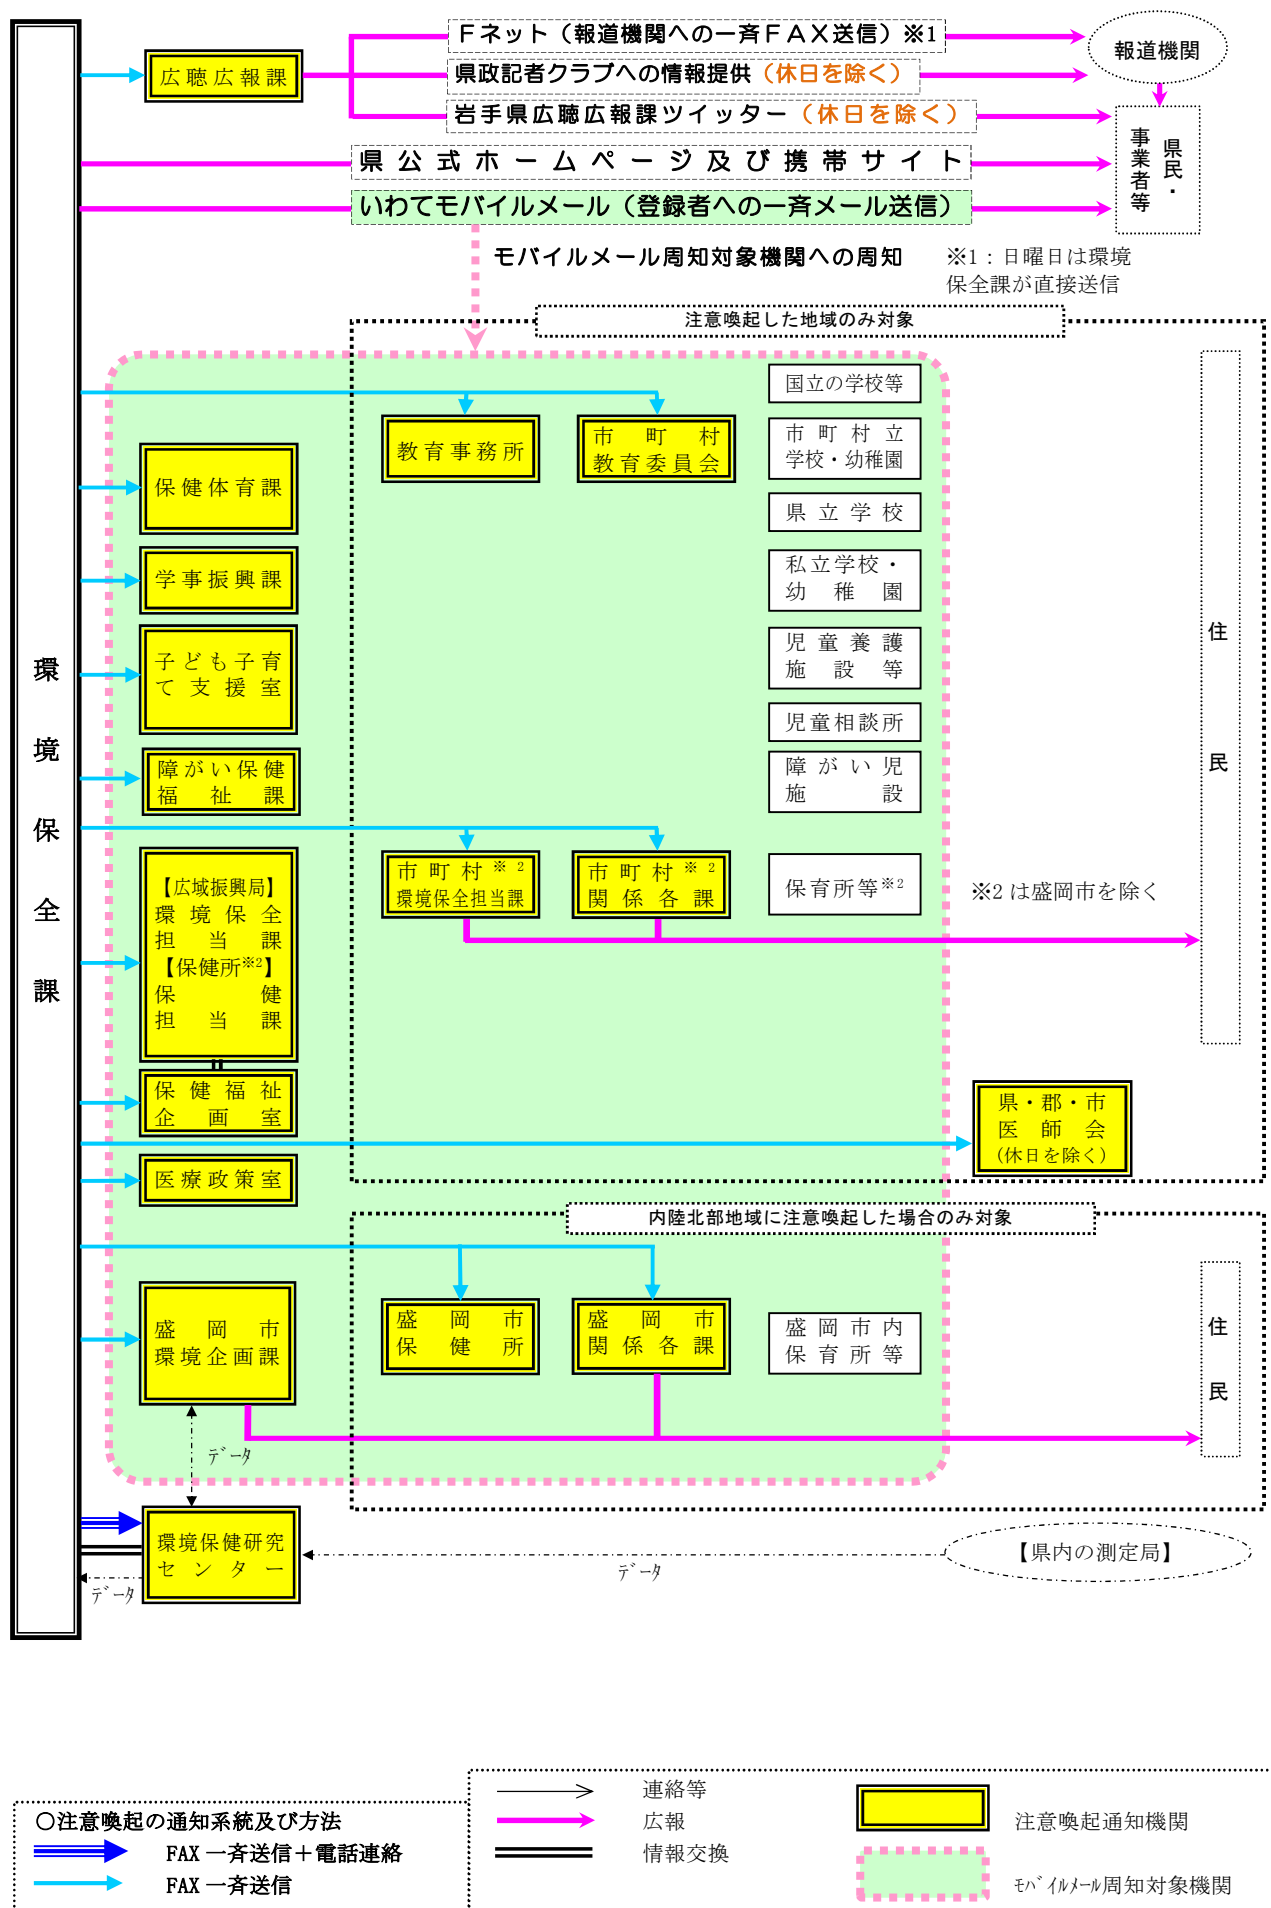 Ｆネット（報道機関への一斉ＦＡＸ送信）※1
報道機関
広聴広報課
県政記者クラブへの情報提供（休日を除く）
岩手県広聴広報課ツイッター（休日を除く）
県民・
事業者等
県公式ホームページ及び携帯サイト
いわてモバイルメール（登録者への一斉メール送信）
モバイルメール周知対象機関への周知
※1：日曜日は環境
保全課が直接送信
注意喚起した地域のみ対象
環境保全課
国立の学校等
教育事務所
市町村
教育委員会
市町村立
学校・幼稚園
保健体育課
県立学校
学事振興課
私立学校・
幼稚園
住民
子ども子育
て支援室
児童養護
施設等
児童相談所
障がい保健
福祉課
障がい児
施設
【広域振興局】
環境保全
担当課
【保健所※2】
保健
担当課
市町村※2
環境保全担当課
市町村※2
関係各課
保育所等※2
※2は盛岡市を除く
保健福祉
企画室
県・郡・市
医師会
（休日を除く）
医療政策室
内陸北部地域に注意喚起した場合のみ対象
盛岡市
環境企画課
盛岡市
保健所
盛岡市
関係各課
盛岡市内
保育所等
住民
ﾃﾞｰﾀ
環境保健研究
センター
ﾃﾞｰﾀ
【県内の測定局】
ﾃﾞｰﾀ
○注意喚起の通知系統及び方法
FAX一斉送信＋電話連絡
FAX一斉送信
連絡等
広報
情報交換
注意喚起通知機関
ﾓﾊﾞｲﾙﾒｰﾙ周知対象機関